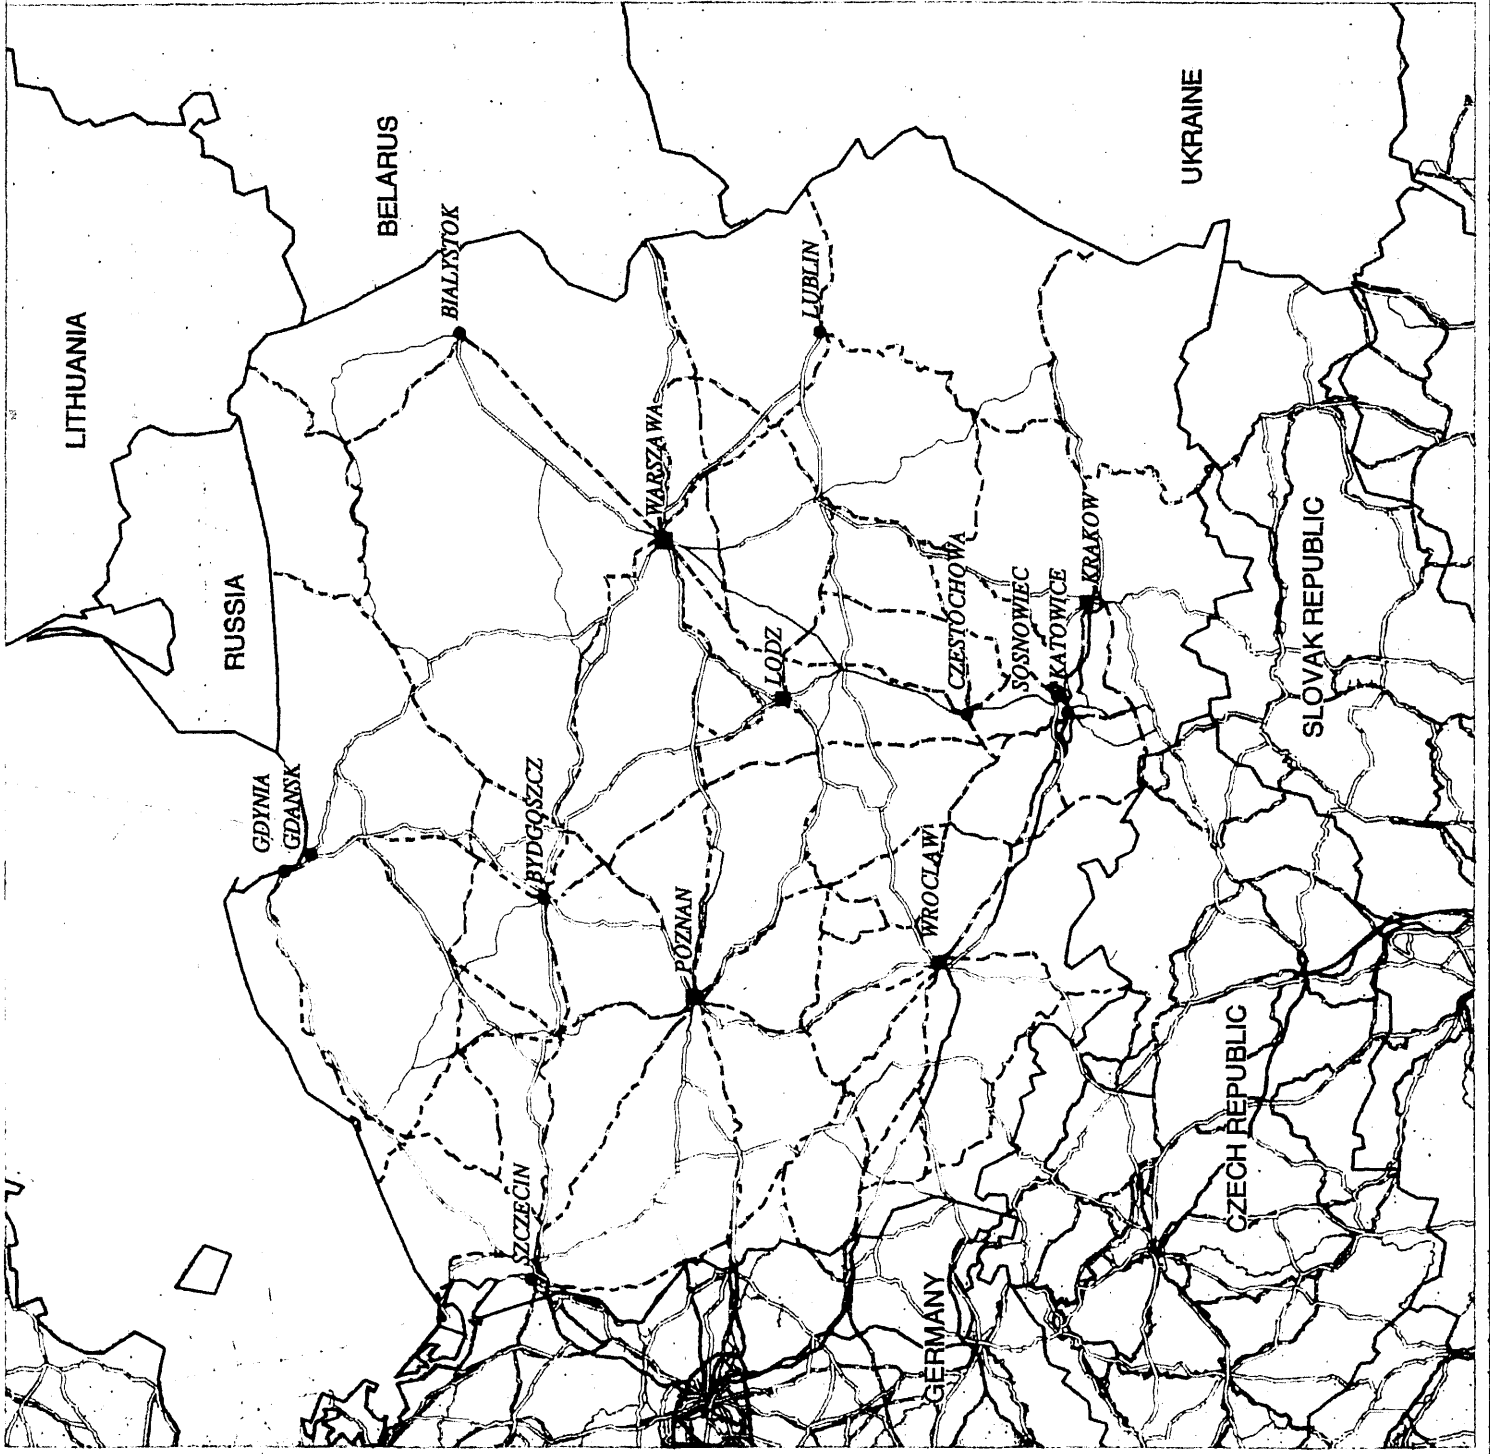 LITHUANIA
RUSSIA
BELARUS
GDYNIA
GDANSK
BIALYSTOK
SZCZECIN
BYDGOSZCZ
WARSZAWA
POZNAN
LODZ
LUBLIN
WROCLAW
CZESTOCHOWA
GERMANY
SOSNOWIEC
KATOWICE
KRAKOW
UKRAINE
CZECH REPUBLIC
SLOVAK REPUBLIC